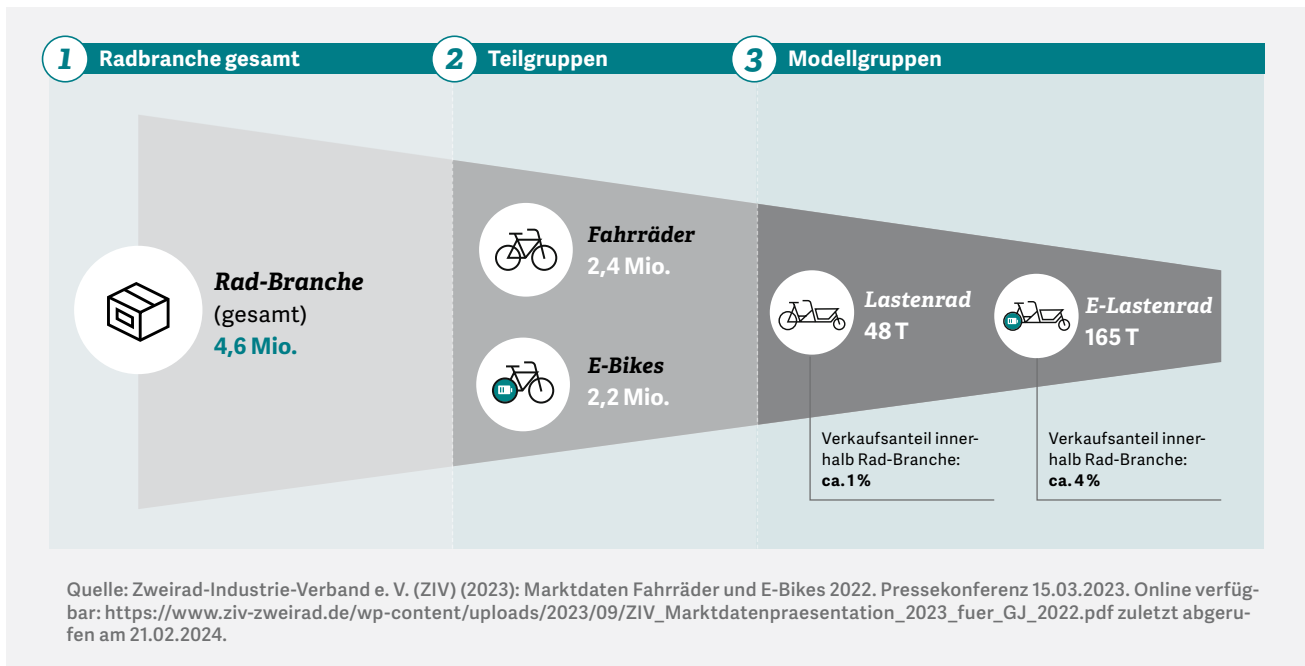 1 Radbranche gesamt
2 Teilgruppen
3 Modellgruppen
Rad-Branche
(gesamt)
4,6 Mio.
Fahrräder
2,4 Mio.
E-Bikes
2,2 Mio.
Lastenrad
48 T
E-Lastenrad
165 T
Verkaufsanteil inner-
halb Rad-Branche:
ca. 1 %
Verkaufsanteil inner-
halb Rad-Branche:
ca. 4 %
Quelle: Zweirad-Industrie-Verband e. V. (ZIV) (2023): Marktdaten Fahrräder und E-Bikes 2022. Pressekonferenz 15.03.2023. Online verfüg-
bar: https://www.ziv-zweirad.de/wp-content/uploads/2023/09/ZIV_Marktdatenpraesentation_2023_fuer_GJ_2022.pdf zuletzt abgeru-
fen am 21.02.2024.